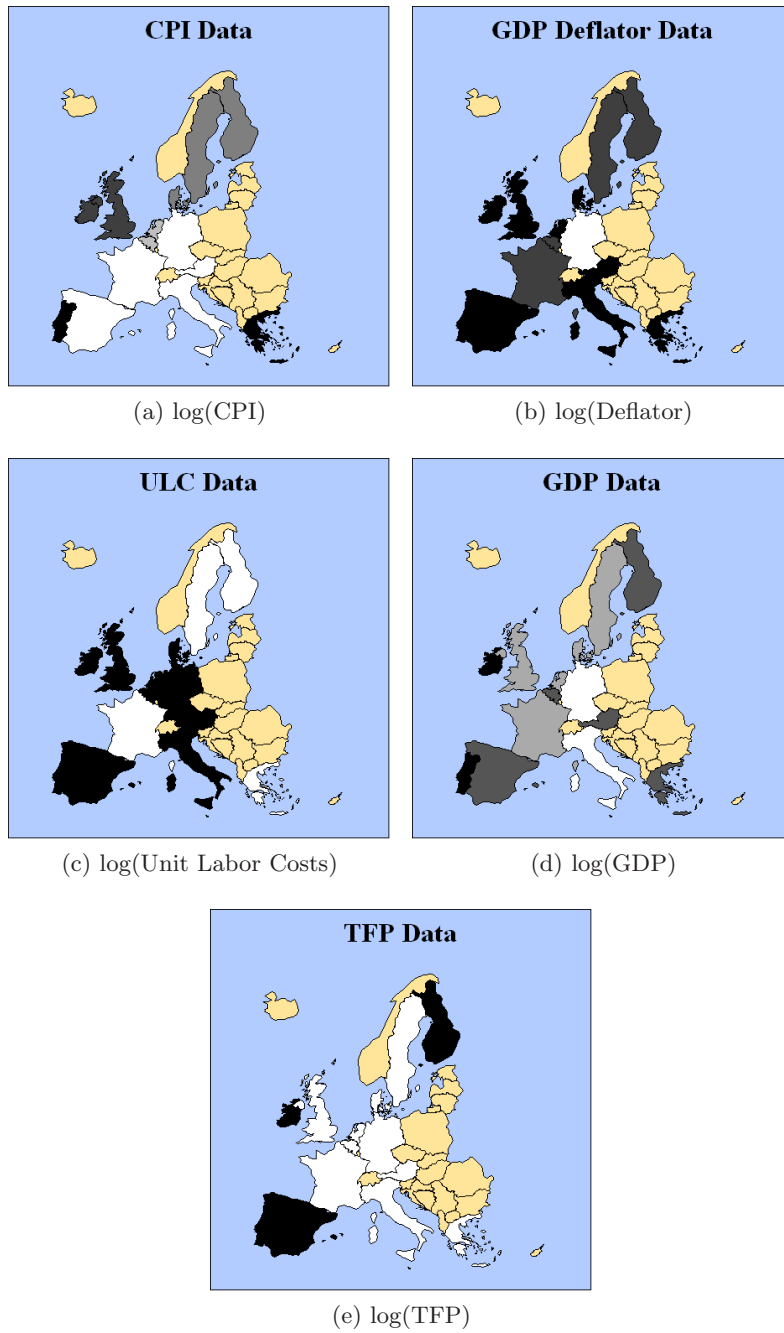 CPI Data
GDP Deflator Data
(a) log(CPI)
(b) log(Deflator)
ULC Data
GDP Data
(c) log(Unit Labor Costs)
(d) log(GDP)
TFP Data
(e) log(TFP)